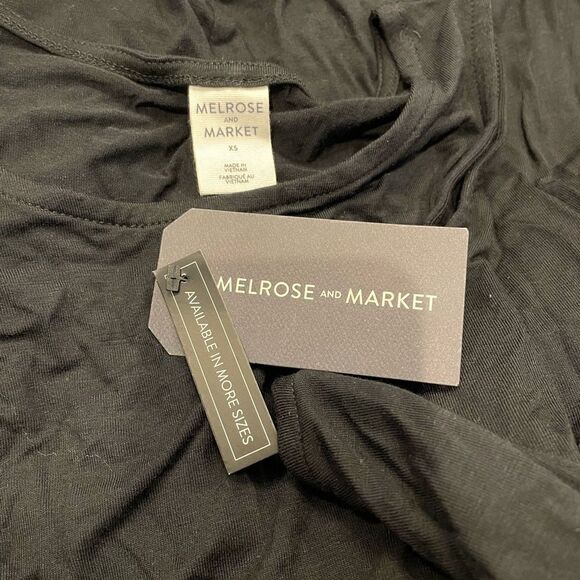 MELROSE
AND
MARKET
XS
MADE IN
VIETNAM
FABRIQUÉ AU
VIETNAM
MELROSE AND MARKET
AVAILABLE IN MORE SIZES